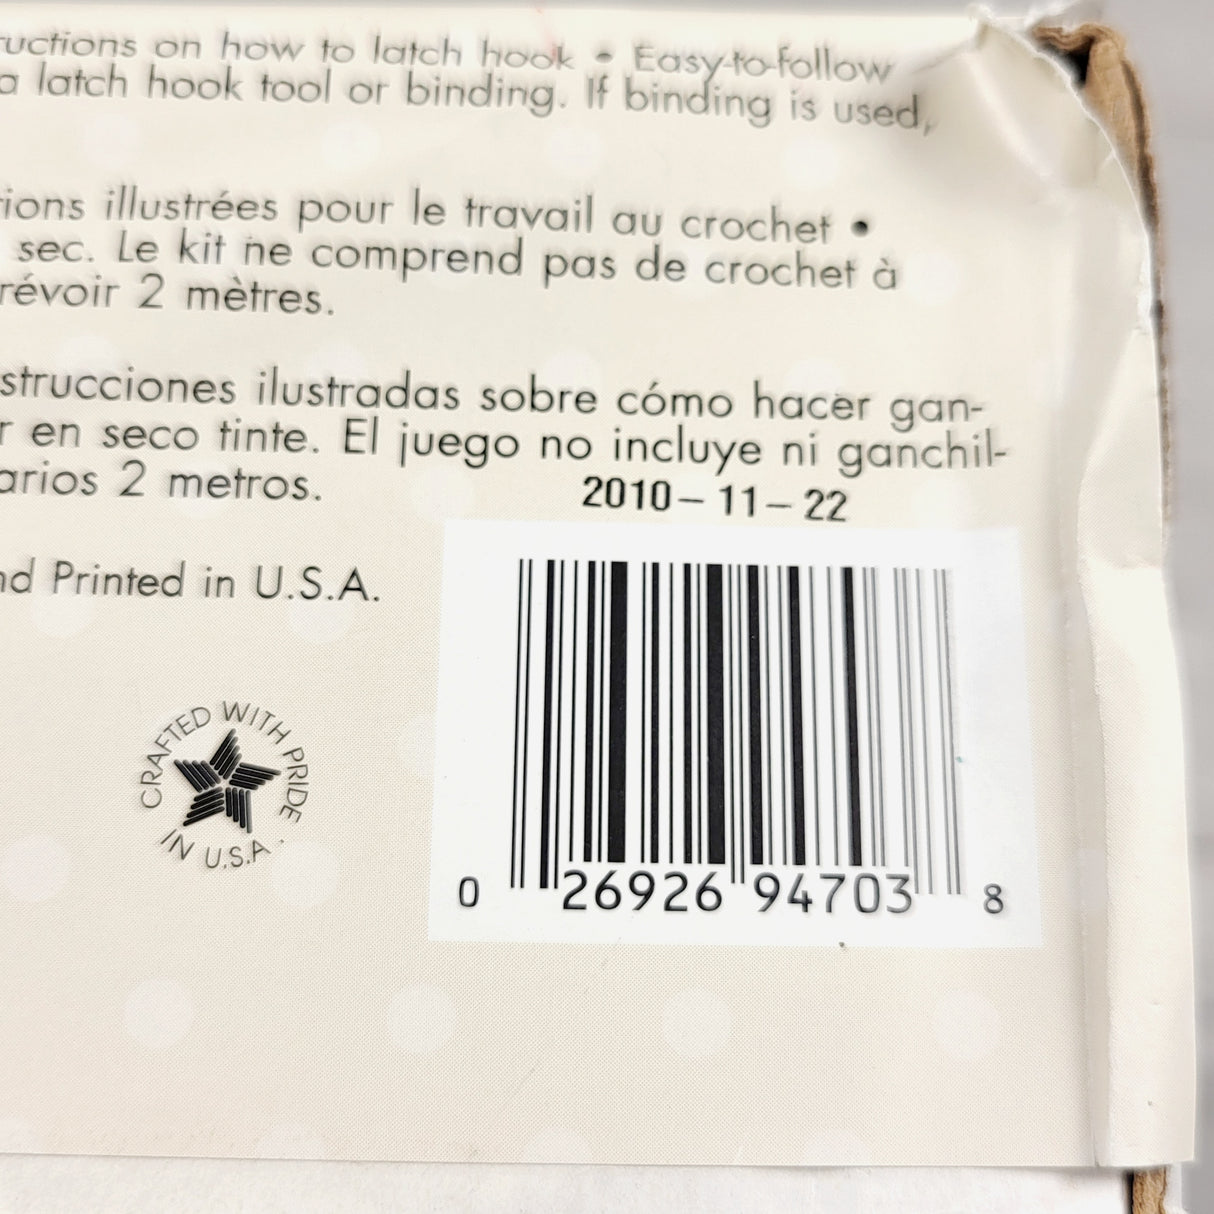 ructions on how to latch hook • Easy-to-follow
a latch hook tool or binding. If binding is used,
tions illustrées pour le travail au crochet •
sec. Le kit ne comprend pas de crochet à
révoir 2 mètres.
strucciones ilustradas sobre cómo hacer gan-
r en seco tinte. El juego no incluye ni ganchil-
arios 2 metros.
2010-11-22
nd Printed in U.S.A.
CRAFTED WITH PRIDE
IN U.S.A.
0 26926 94703 8